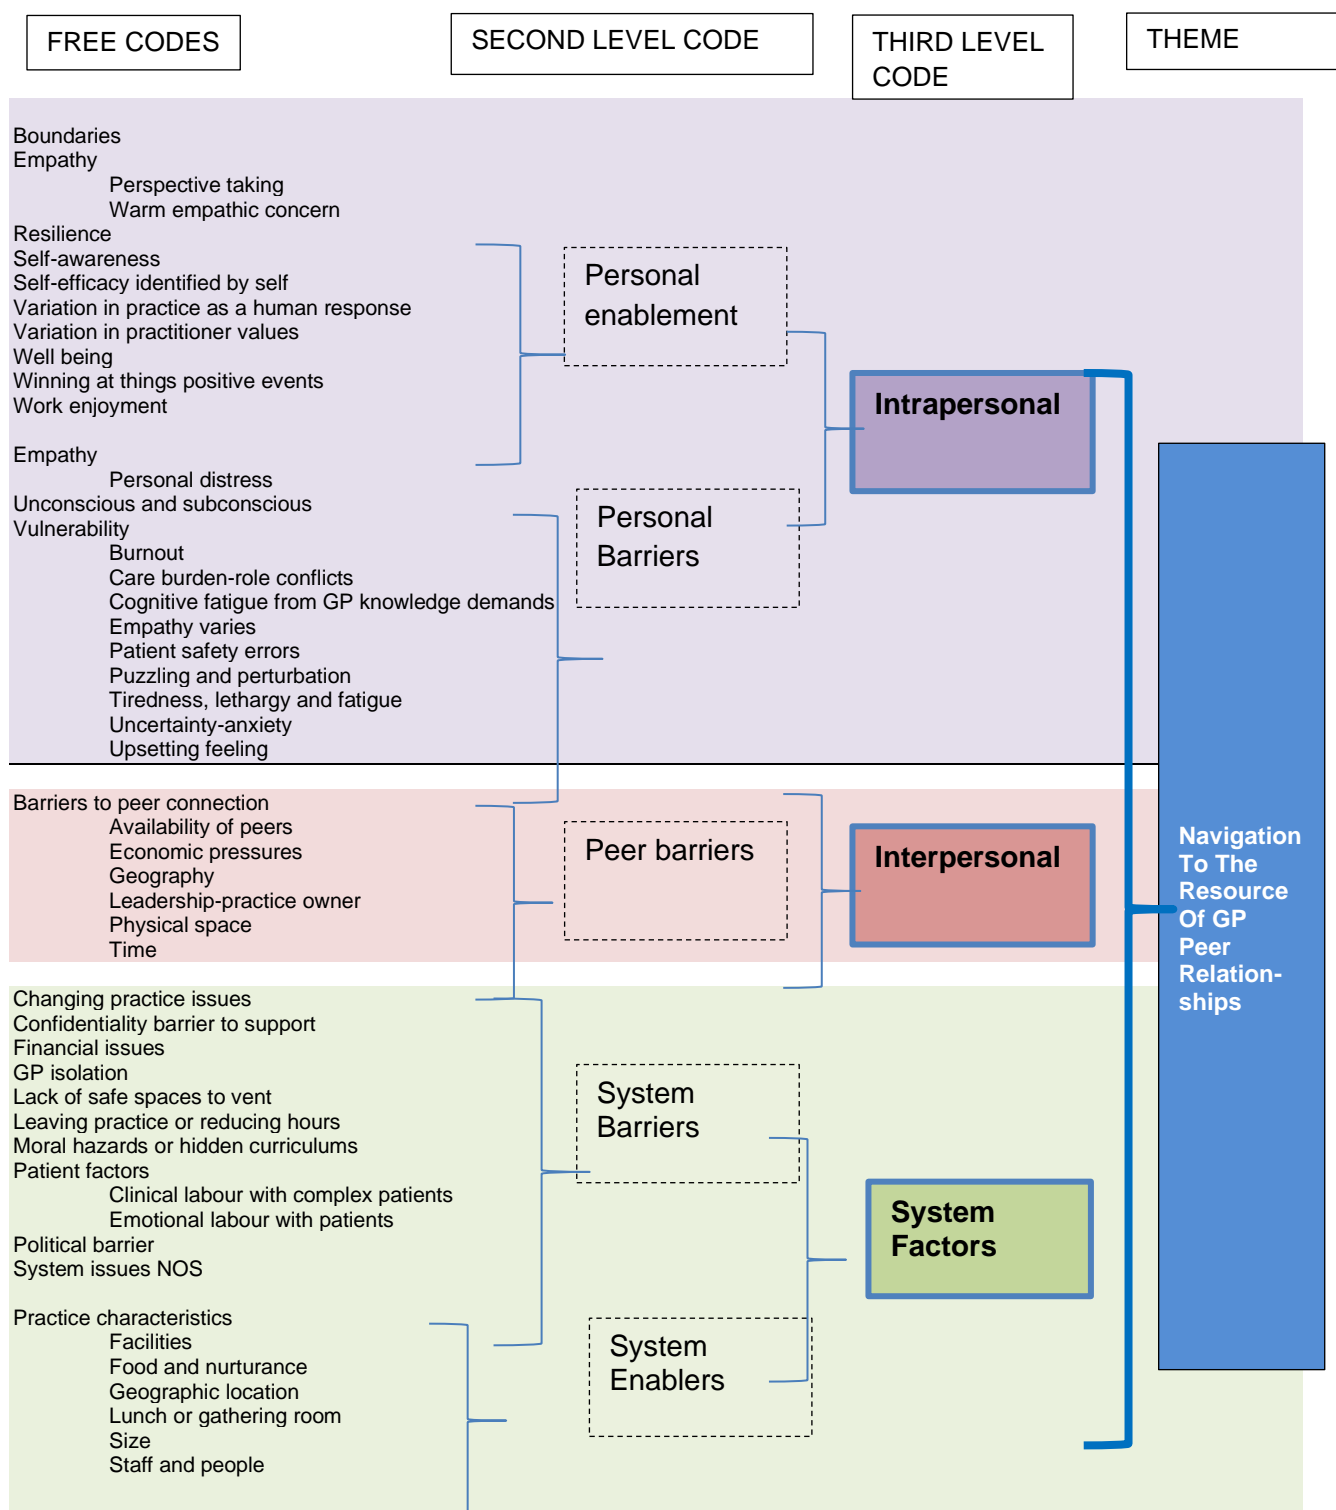 FREE CODES
SECOND LEVEL CODE
THIRD LEVEL
CODE
THEME
Boundaries
Empathy
Perspective taking
Warm empathic concern
Resilience
Self-awareness
Self-efficacy identified by self
Variation in practice as a human response
Variation in practitioner values
Well being
Winning at things positive events
Work enjoyment
Empathy
Personal distress
Unconscious and subconscious
Vulnerability
Burnout
Care burden-role conflicts
Cognitive fatigue from GP knowledge demands
Empathy varies
Patient safety errors
Puzzling and perturbation
Tiredness, lethargy and fatigue
Uncertainty-anxiety
Upsetting feeling
Personal
enablement
Personal
Barriers
Intrapersonal
Barriers to peer connection
Availability of peers
Economic pressures
Geography
Leadership-practice owner
Physical space
Time
Peer barriers
Interpersonal
Changing practice issues
Confidentiality barrier to support
Financial issues
GP isolation
Lack of safe spaces to vent
Leaving practice or reducing hours
Moral hazards or hidden curriculums
Patient factors
Clinical labour with complex patients
Emotional labour with patients
Political barrier
System issues NOS
Practice characteristics
Facilities
Food and nurturance
Geographic location
Lunch or gathering room
Size
Staff and people
System
Barriers
System
Enablers
System
Factors
Navigation
To The
Resource
Of GP
Peer
Relation-
ships